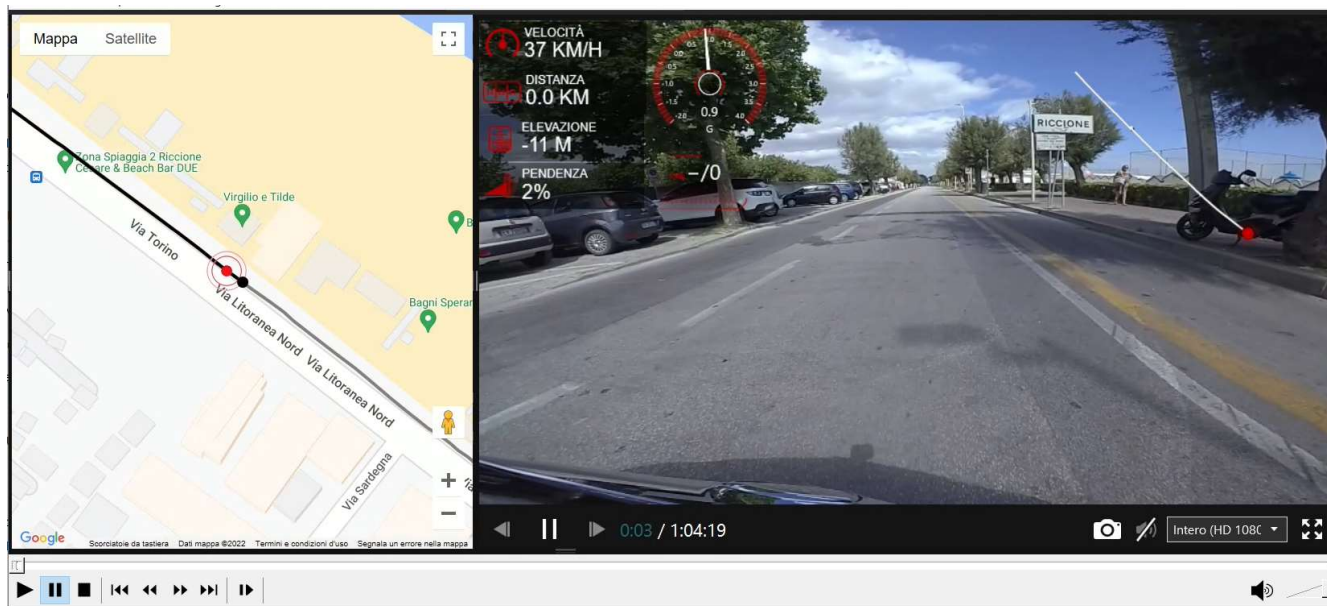 Mappa Satellite
Zona Spiaggia 2 Riccione
Cesare & Beach Bar DUE
Virgilio e Tilde
Via Torino
Via Litoranea Nord
Via Litoranea Nord
Bagni Speran
Via Sardegna
Google
Scorciatoie da tastiera Dati mappa ©2022 Termini e condizioni d'uso Segnala un errore nella mappa
VELOCITÀ
37 KM/H
DISTANZA
0.0 KM
ELEVAZIONE
-11 M
PENDENZA
2%
0.9
G
–/0
RICCIONE
0:03 / 1:04:19
Intero (HD 1080